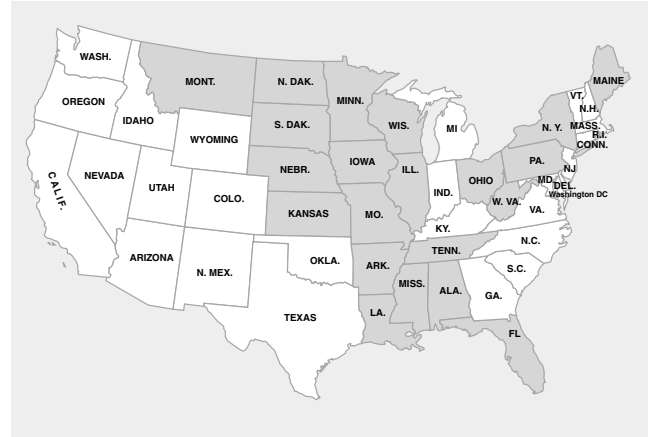 WASH.
OREGON
IDAHO
MONT.
N. DAK.
MINN.
WIS.
MI
N. Y.
VT.
N.H.
MAINE
MASS.
R.I.
CONN.
WYOMING
S. DAK.
NEBR.
IOWA
ILL.
IND.
OHIO
PA.
NJ
MD.
DEL.
Washington DC
CALIF.
NEVADA
UTAH
COLO.
KANSAS
MO.
KY.
W. VA.
VA.
ARIZONA
N. MEX.
OKLA.
ARK.
TENN.
N.C.
S.C.
TEXAS
LA.
MISS.
ALA.
GA.
FL